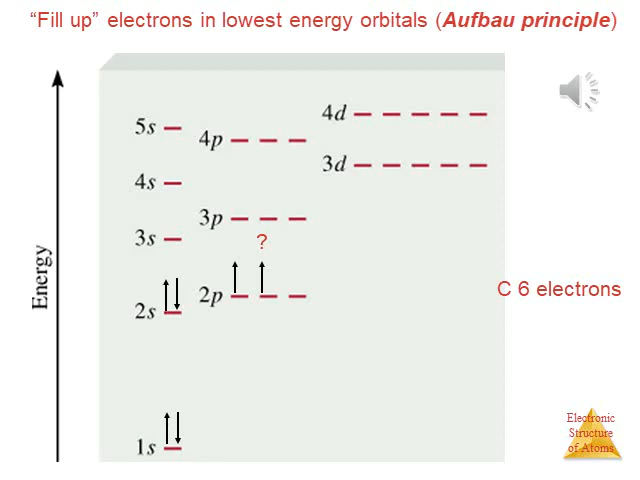 “Fill up” electrons in lowest energy orbitals (Aufbau principle)
4d
5s
4p
3d
4s
3p
3s
?
Energy
C 6 electrons
2p
2s
Electronic
Structure
of Atoms
1s